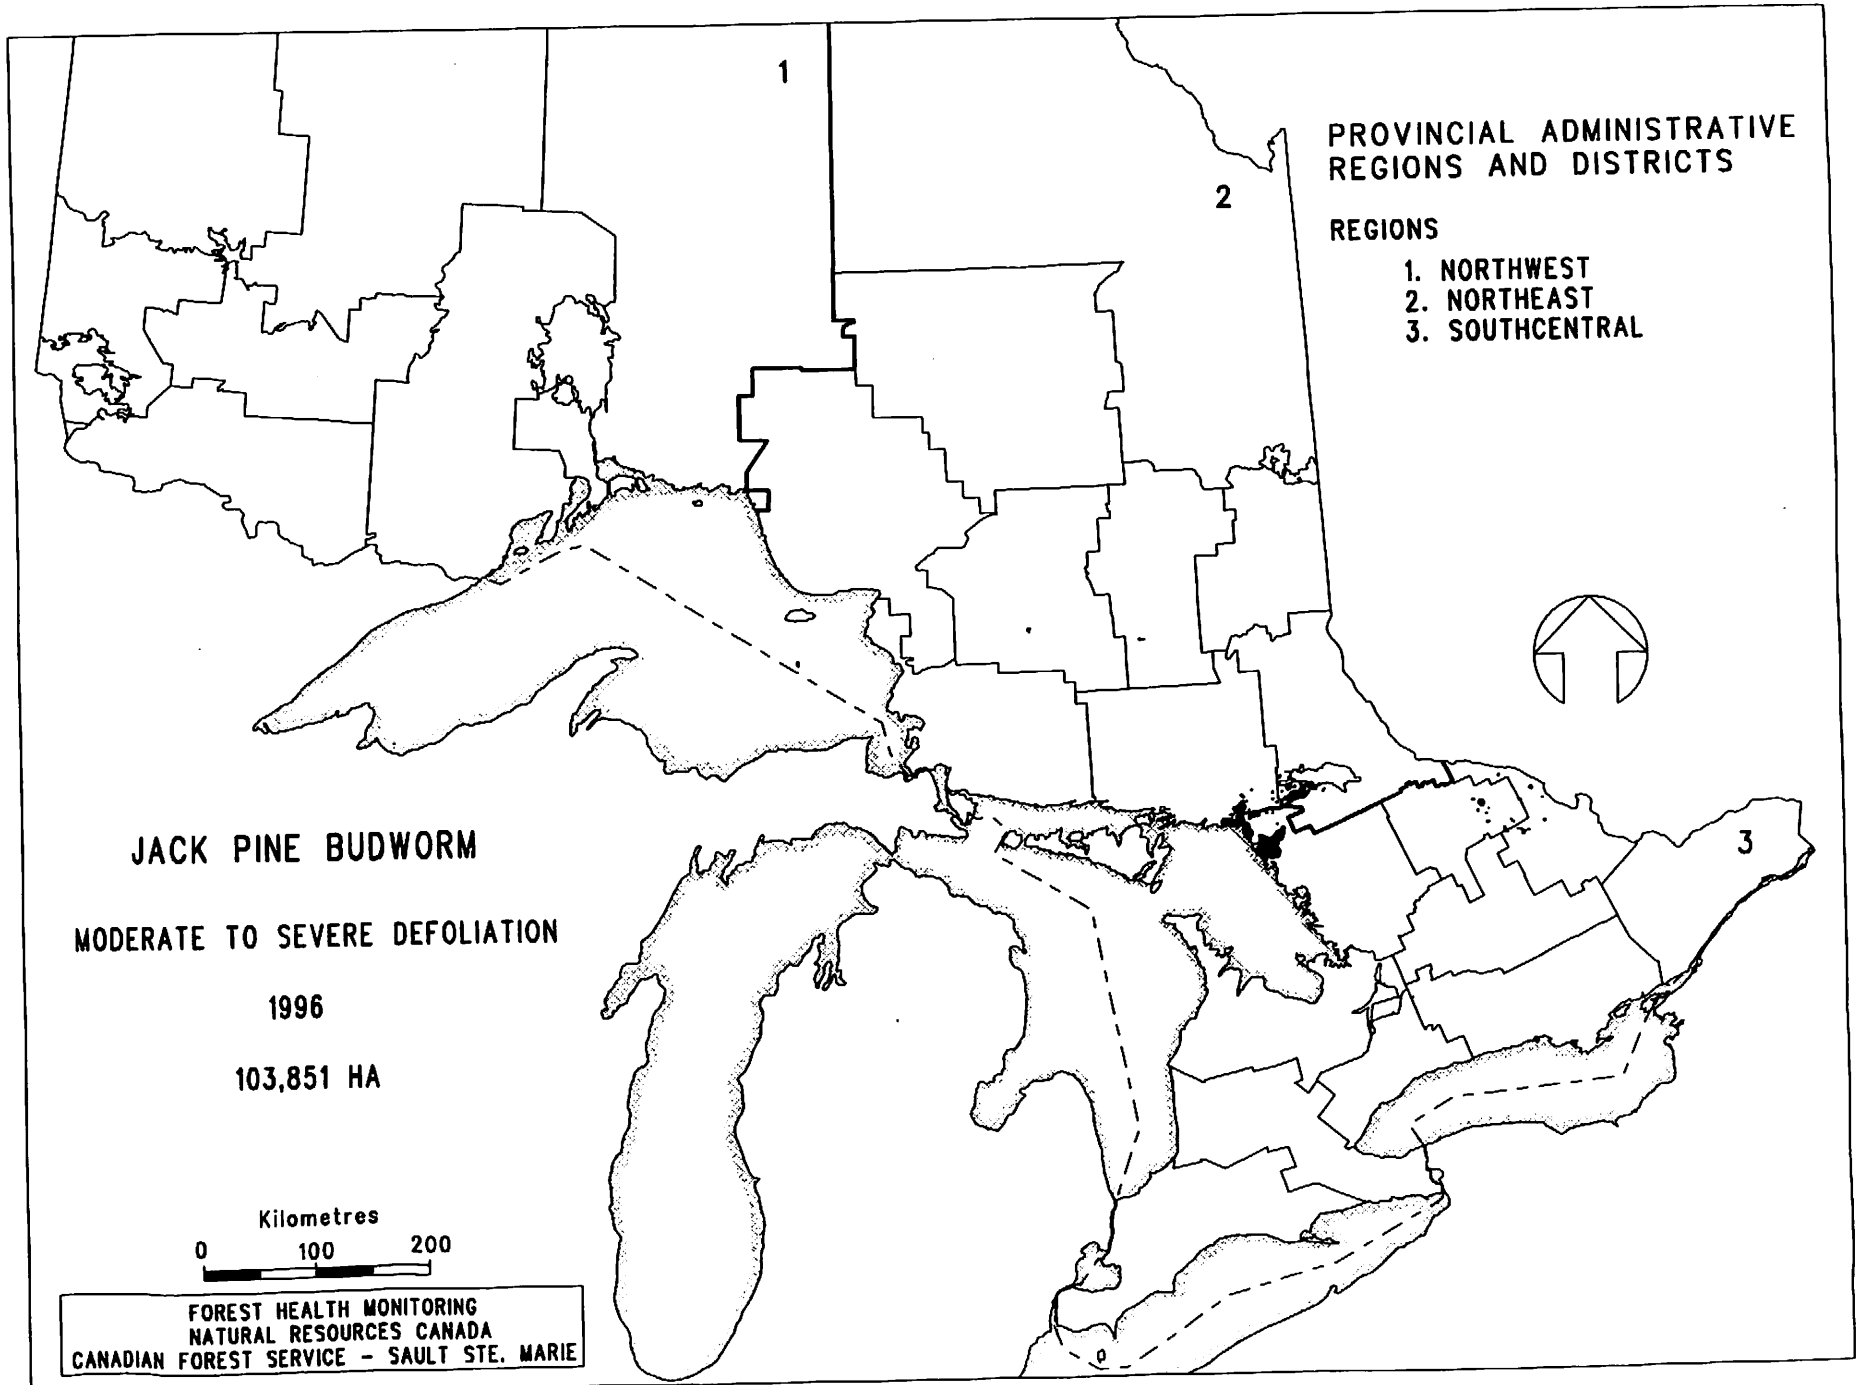 1
2
PROVINCIAL ADMINISTRATIVE
REGIONS AND DISTRICTS
REGIONS
1. NORTHWEST
2. NORTHEAST
3. SOUTHCENTRAL
3
JACK PINE BUDWORM
MODERATE TO SEVERE DEFOLIATION
1996
103,851 HA
Kilometres
0 100 200
FOREST HEALTH MONITORING
NATURAL RESOURCES CANADA
CANADIAN FOREST SERVICE - SAULT STE. MARIE